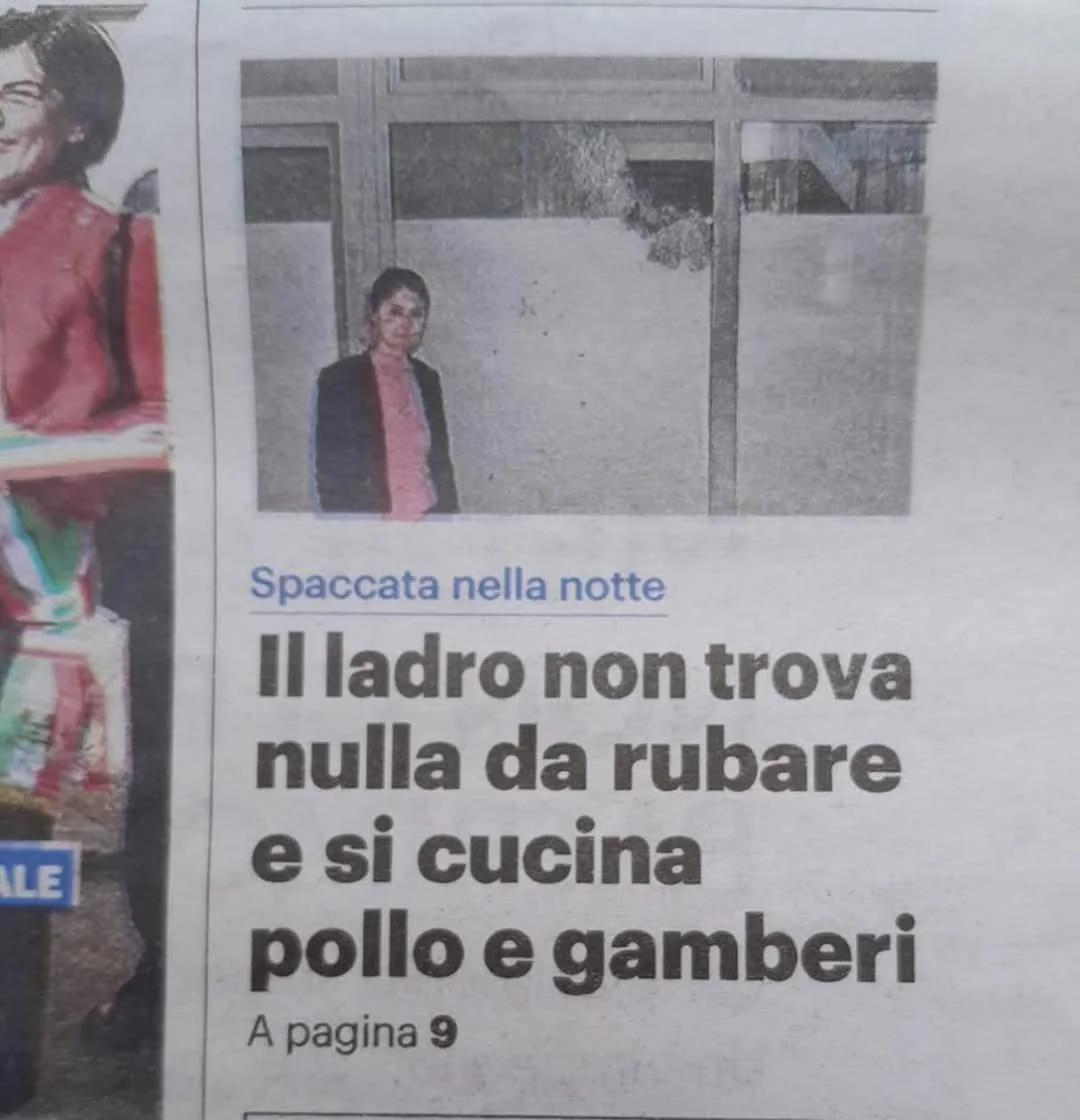 Spaccata nella notte
Il ladro non trova
nulla da rubare
e si cucina
pollo e gamberi
A pagina 9
ALE